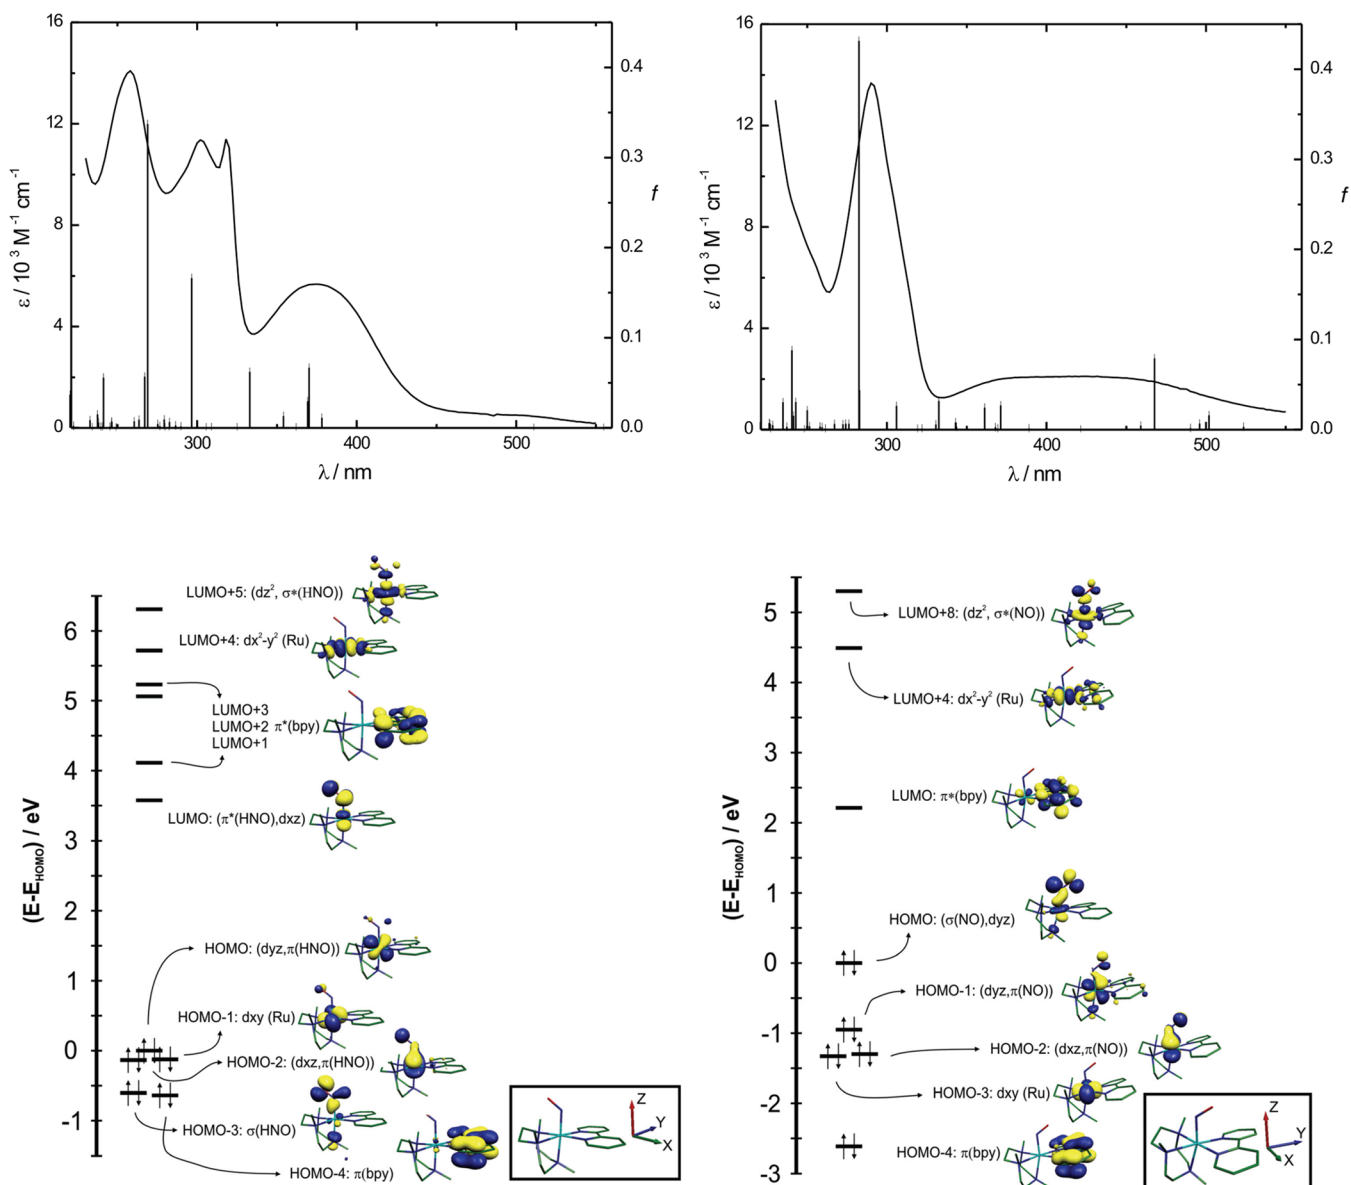 16
12
8
4
0
ε / 10³ M⁻¹ cm⁻¹
300
400
500
λ / nm
0.4
0.3
0.2
0.1
0.0
f
16
12
8
4
0
ε / 10³ M⁻¹ cm⁻¹
300
400
500
λ / nm
0.4
0.3
0.2
0.1
0.0
f
(E-E_HOMO) / eV
6
5
4
3
2
1
0
-1
LUMO+5: (dz², σ*(HNO))
LUMO+4: dx²-y² (Ru)
LUMO+3
LUMO+2 π*(bpy)
LUMO+1
LUMO: (π*(HNO),dxz)
HOMO: (dyz,π(HNO))
HOMO-1: dxy (Ru)
HOMO-2: (dxz,π(HNO))
HOMO-3: σ(HNO)
HOMO-4: π(bpy)
Z
Y
X
(E-E_HOMO) / eV
5
4
3
2
1
0
-1
-2
-3
LUMO+8: (dz², σ*(NO))
LUMO+4: dx²-y² (Ru)
LUMO: π*(bpy)
HOMO: (σ(NO),dyz)
HOMO-1: (dyz,π(NO))
HOMO-2: (dxz,π(NO))
HOMO-3: dxy (Ru)
HOMO-4: π(bpy)
Z
Y
X